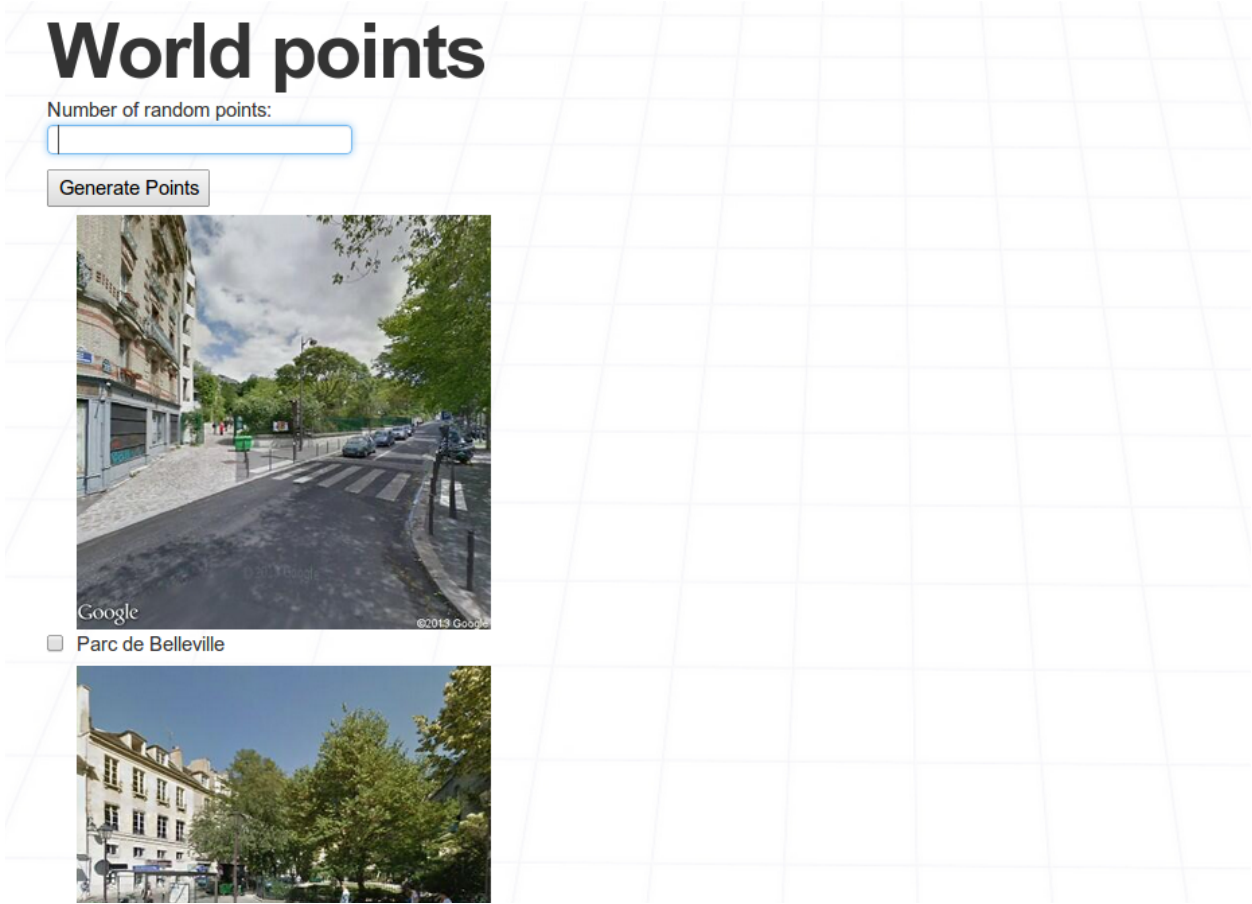 World points
Number of random points:
Generate Points
Google
©2013 Google
Parc de Belleville